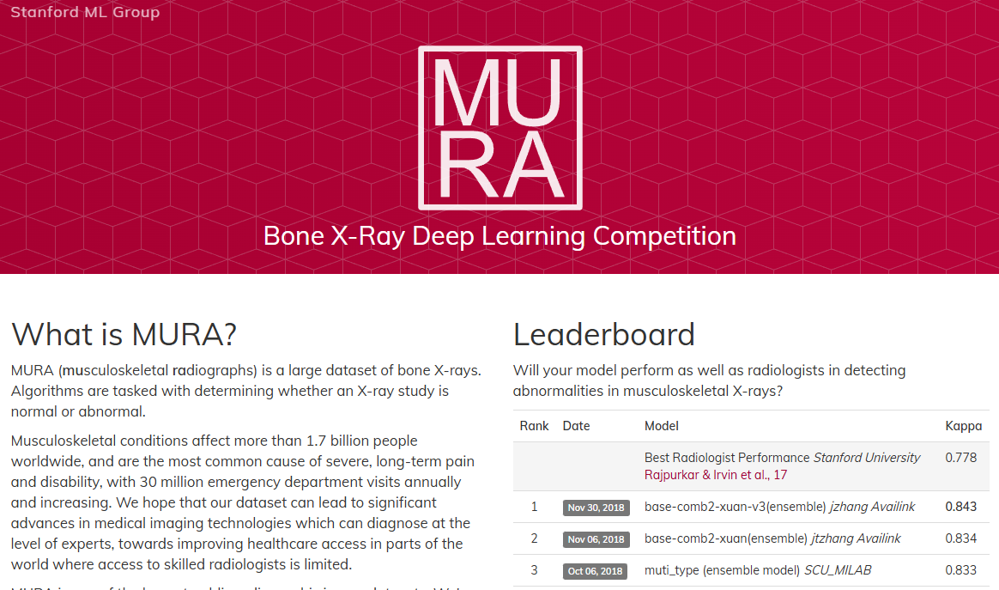 Stanford ML Group
MU
RA
Bone X-Ray Deep Learning Competition
What is MURA?
MURA (musculoskeletal radiographs) is a large dataset of bone X-rays.
Algorithms are tasked with determining whether an X-ray study is
normal or abnormal.
Musculoskeletal conditions affect more than 1.7 billion people
worldwide, and are the most common cause of severe, long-term pain
and disability, with 30 million emergency department visits annually
and increasing. We hope that our dataset can lead to significant
advances in medical imaging technologies which can diagnose at the
level of experts, towards improving healthcare access in parts of the
world where access to skilled radiologists is limited.
Leaderboard
Will your model perform as well as radiologists in detecting
abnormalities in musculoskeletal X-rays?
Rank Date Model Kappa
Best Radiologist Performance Stanford University 0.778
Rajpurkar & Irvin et al., 17
1 Nov 30, 2018 base-comb2-xuan-v3(ensemble) jzhang Availink 0.843
2 Nov 06, 2018 base-comb2-xuan(ensemble) jtzhang Availink 0.834
3 Oct 06, 2018 muti_type (ensemble model) SCU_MILAB 0.833